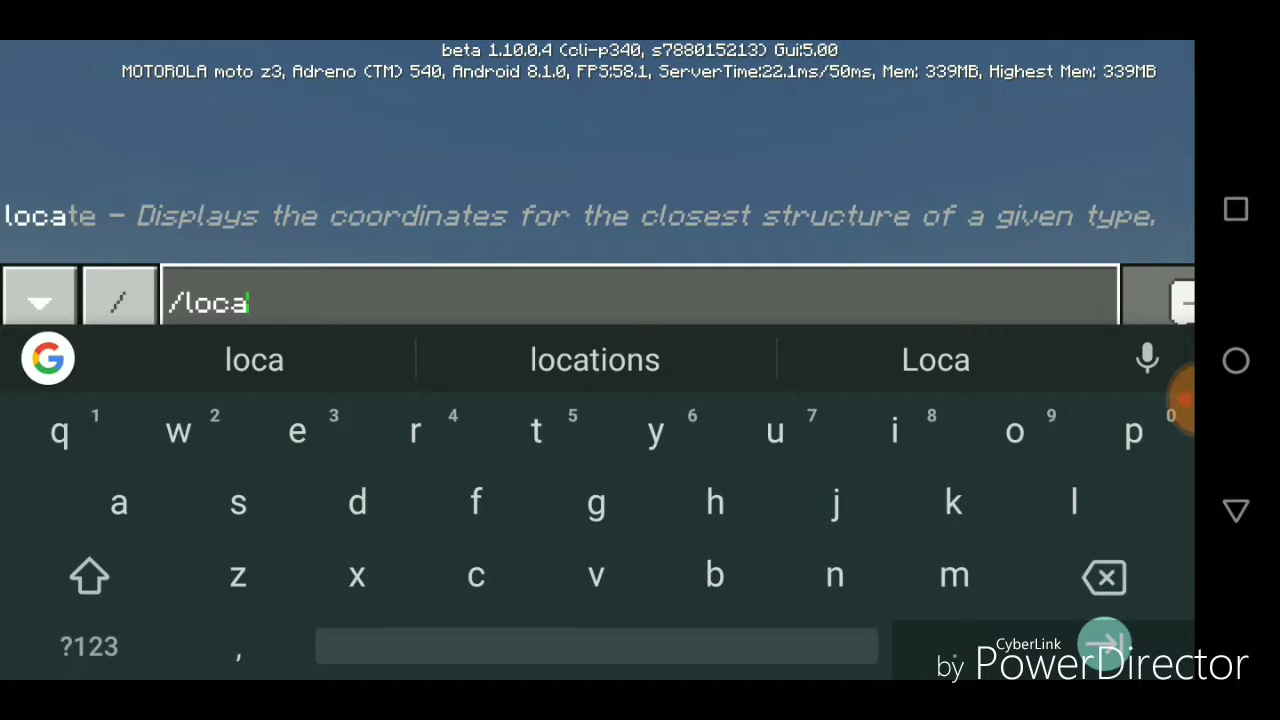 beta 1.10.0.4 (cli-p340, s788015213) Gui:5.00
MOTOROLA moto z3, Adreno (TM) 540, Android 8.1.0, FPS:58.1, ServerTime:22.1ms/50ms, Mem: 339MB, Highest Mem: 339MB
locate - Displays the coordinates for the closest structure of a given type.
/ /loca
G loca locations Loca
q 1 w 2 e 3 r 4 t 5 y 6 u 7 i 8 o 9 p 0
a s d f g h j k l
z x c v b n m
?123 , .
CyberLink
by PowerDirector